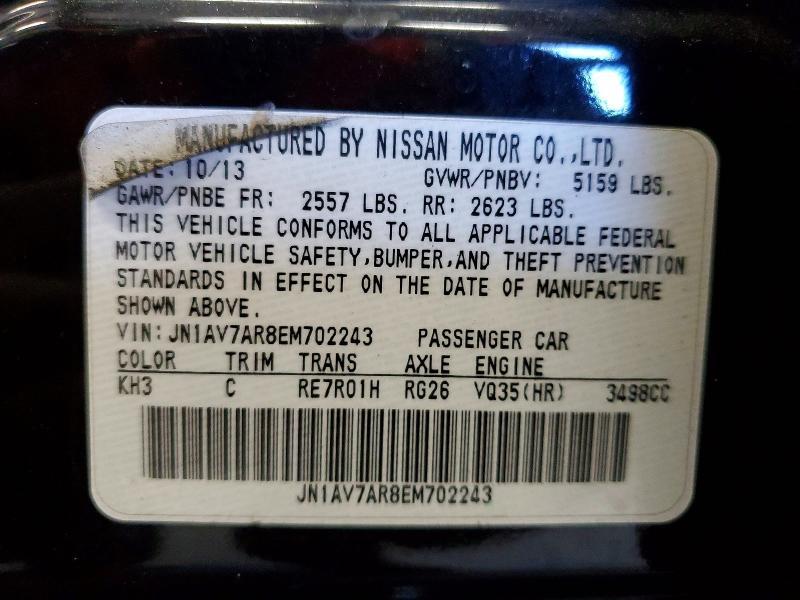 MANUFACTURED BY NISSAN MOTOR CO.,LTD.
DATE: 10/13 GVWR/PNBV: 5159 LBS.
GAWR/PNBE FR: 2557 LBS. RR: 2623 LBS.
THIS VEHICLE CONFORMS TO ALL APPLICABLE FEDERAL
MOTOR VEHICLE SAFETY,BUMPER,AND THEFT PREVENTION
STANDARDS IN EFFECT ON THE DATE OF MANUFACTURE
SHOWN ABOVE.
VIN: JN1AV7AR8EM702243 PASSENGER CAR
COLOR TRIM TRANS AXLE ENGINE
KH3 C RE7R01H RG26 VQ35(HR) 3498CC
JN1AV7AR8EM702243